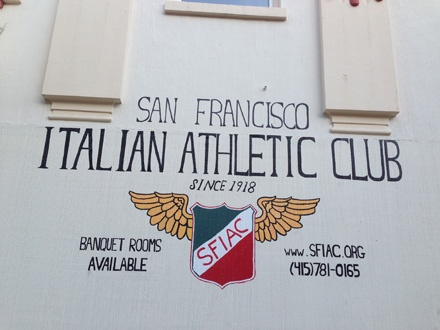 SAN FRANCISCO
ITALIAN ATHLETIC CLUB
SINCE 1918
SFIAC
BANQUET ROOMS
AVAILABLE
www.SFIAC.ORG
(415)781-0165